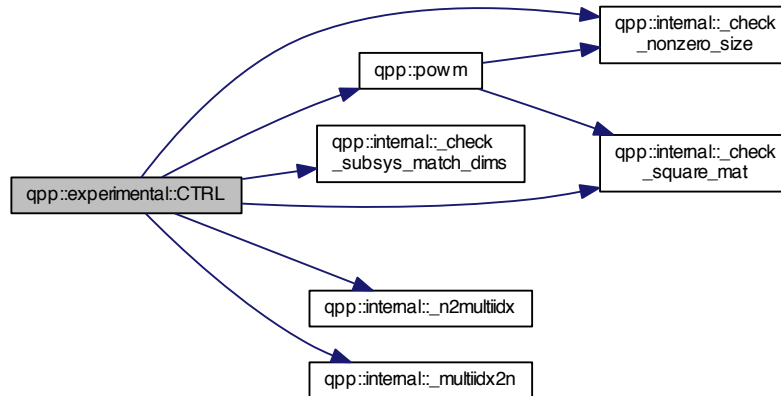 qpp::internal::_check
_nonzero_size
qpp::powm
qpp::internal::_check
_subsys_match_dims
qpp::internal::_check
_square_mat
qpp::experimental::CTRL
qpp::internal::_n2multiidx
qpp::internal::_multiidx2n